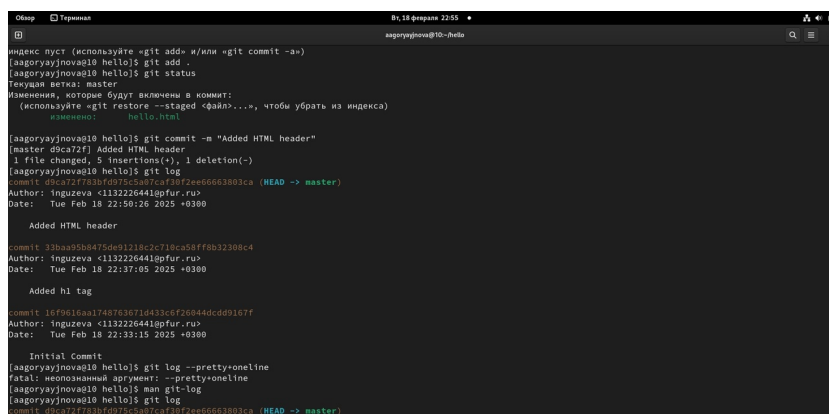 Обзор Терминал Вт, 18 февраля 22:55
aagoryayjnova@10:~/hello
индекс пуст (используйте «git add» и/или «git commit -a»)
[aagoryayjnova@10 hello]$ git add .
[aagoryayjnova@10 hello]$ git status
Текущая ветка: master
Изменения, которые будут включены в коммит:
(используйте «git restore --staged <файл>...», чтобы убрать из индекса)
изменено: hello.html
[aagoryayjnova@10 hello]$ git commit -m "Added HTML header"
[master d9ca72f] Added HTML header
1 file changed, 5 insertions(+), 1 deletion(-)
[aagoryayjnova@10 hello]$ git log
commit d9ca72f783bfd975c5a07caf30f2ee66663803ca (HEAD -> master)
Author: inguzeva <1132226441@pfur.ru>
Date: Tue Feb 18 22:50:26 2025 +0300
Added HTML header
commit 33baa95b8475de91218c2c710ca58ff8b32308c4
Author: inguzeva <1132226441@pfur.ru>
Date: Tue Feb 18 22:37:05 2025 +0300
Added h1 tag
commit 16f9616aa1748763671d433c6f26044dcdd9167f
Author: inguzeva <1132226441@pfur.ru>
Date: Tue Feb 18 22:33:15 2025 +0300
Initial Commit
[aagoryayjnova@10 hello]$ git log --pretty+oneline
fatal: неопознанный аргумент: --pretty+oneline
[aagoryayjnova@10 hello]$ man git-log
[aagoryayjnova@10 hello]$ git log
commit d9ca72f783bfd975c5a07caf30f2ee66663803ca (HEAD -> master)